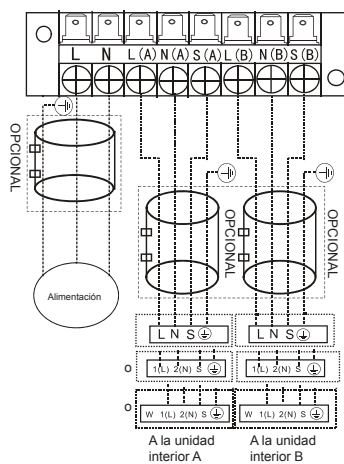 L N L(A) N(A) S(A) L(B) N(B) S(B)
OPCIONAL
OPCIONAL
OPCIONAL
Alimentación
L N S
L N S
o 1(L) 2(N) S
1(L) 2(N) S
o W 1(L) 2(N) S
W 1(L) 2(N) S
A la unidad
interior A
A la unidad
interior B